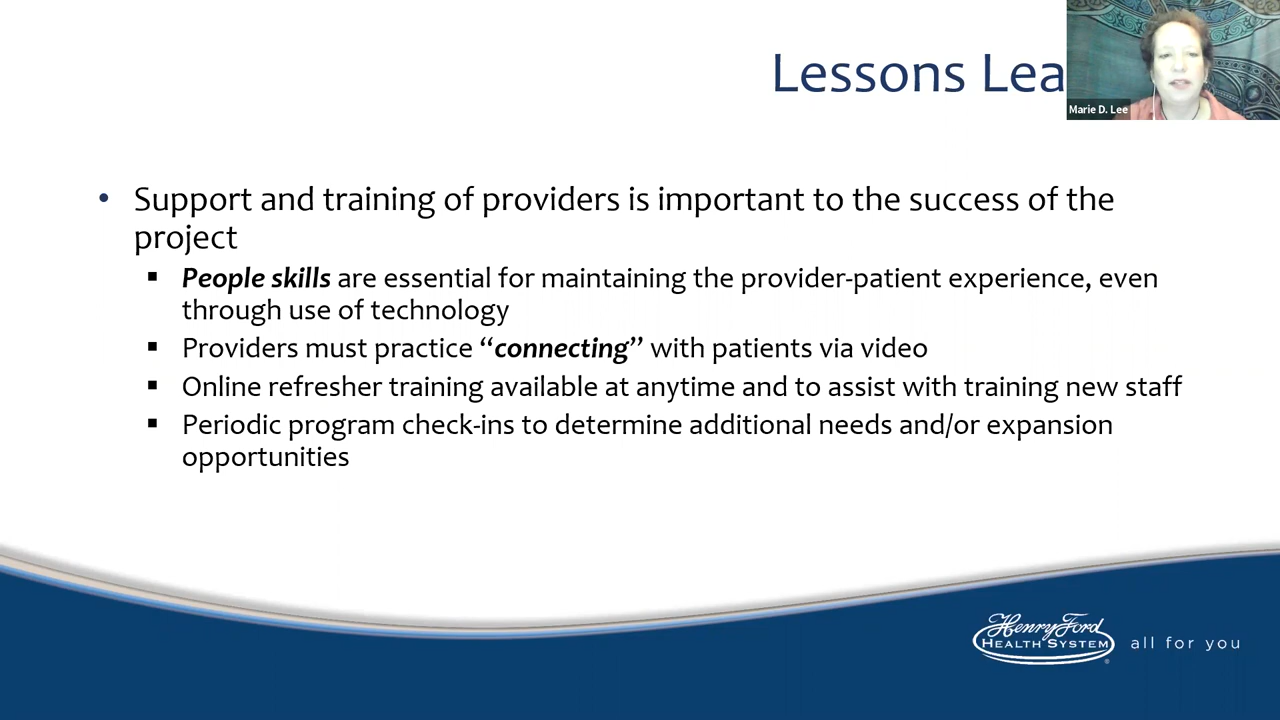 Lessons Lea
Marie D. Lee
• Support and training of providers is important to the success of the
project
▪ People skills are essential for maintaining the provider-patient experience, even
through use of technology
▪ Providers must practice “connecting” with patients via video
▪ Online refresher training available at anytime and to assist with training new staff
▪ Periodic program check-ins to determine additional needs and/or expansion
opportunities
Henry Ford
HEALTH SYSTEM®
all for you